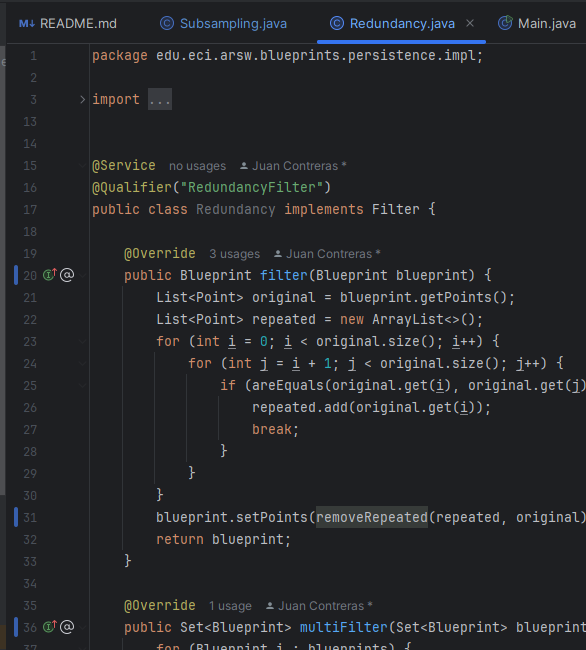 M↓ README.md Subsampling.java Redundancy.java × Main.java
1 package edu.eci.arsw.blueprints.persistence.impl;
2
3 import ...
13
14
15 @Service no usages Juan Contreras *
16 @Qualifier("RedundancyFilter")
17 public class Redundancy implements Filter {
18
19 @Override 3 usages Juan Contreras *
20 public Blueprint filter(Blueprint blueprint) {
21 List<Point> original = blueprint.getPoints();
22 List<Point> repeated = new ArrayList<>();
23 for (int i = 0; i < original.size(); i++) {
24 for (int j = i + 1; j < original.size(); j++) {
25 if (areEquals(original.get(i), original.get(j)
26 repeated.add(original.get(i));
27 break;
28 }
29 }
30 }
31 blueprint.setPoints(removeRepeated(repeated, original)
32 return blueprint;
33 }
34
35 @Override 1 usage Juan Contreras *
36 public Set<Blueprint> multiFilter(Set<Blueprint> blueprint
37 for (Blueprint i : blueprints) {